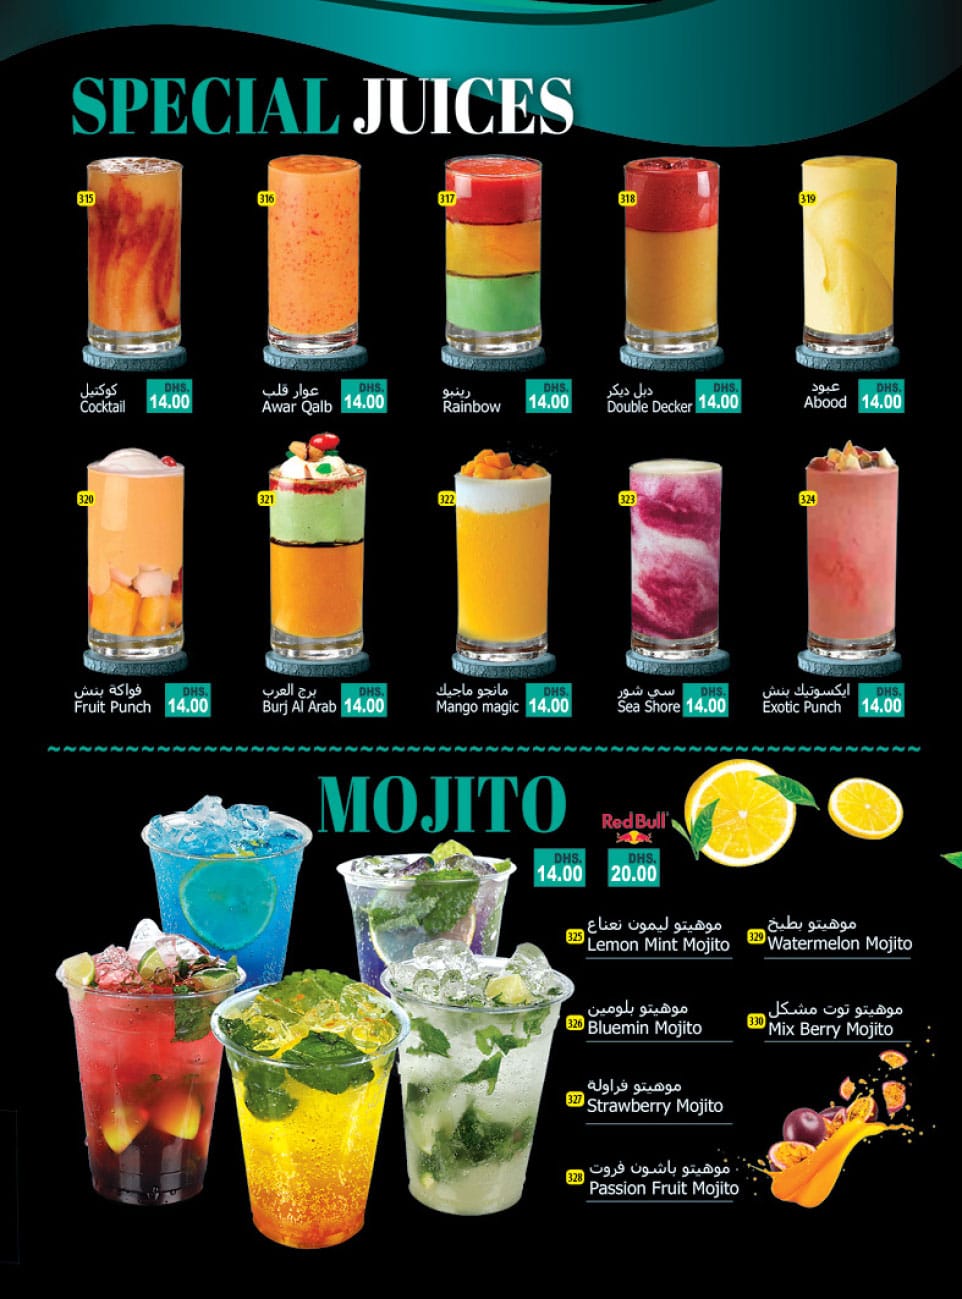 SPECIAL JUICES
315
316
317
318
319
كوكتيل
Cocktail
DHS.
14.00
عوار قلب
Awar Qalb
DHS.
14.00
رينبو
Rainbow
DHS.
14.00
دبل ديكر
Double Decker
DHS.
14.00
عبود
Abood
DHS.
14.00
320
321
322
323
324
فواكة بنش
Fruit Punch
DHS.
14.00
برج العرب
Burj Al Arab
DHS.
14.00
مانجو ماجيك
Mango magic
DHS.
14.00
سي شور
Sea Shore
DHS.
14.00
ايكسوتيك بنش
Exotic Punch
DHS.
14.00
MOJITO
DHS.
14.00
Red Bull
DHS.
20.00
325
موهيتو ليمون نعناع
Lemon Mint Mojito
329
موهيتو بطيخ
Watermelon Mojito
326
موهيتو بلومين
Bluemin Mojito
330
موهيتو توت مشكل
Mix Berry Mojito
327
موهيتو فراولة
Strawberry Mojito
328
موهيتو باشون فروت
Passion Fruit Mojito